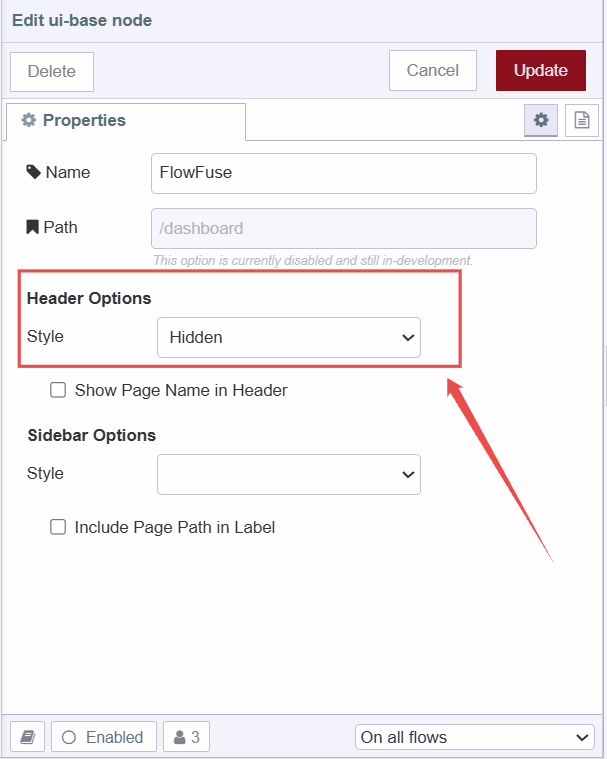 Edit ui-base node
Delete
Cancel
Update
Properties
Name
FlowFuse
Path
/dashboard
This option is currently disabled and still in-development.
Header Options
Style
Hidden
Show Page Name in Header
Sidebar Options
Style
Include Page Path in Label
Enabled
3
On all flows